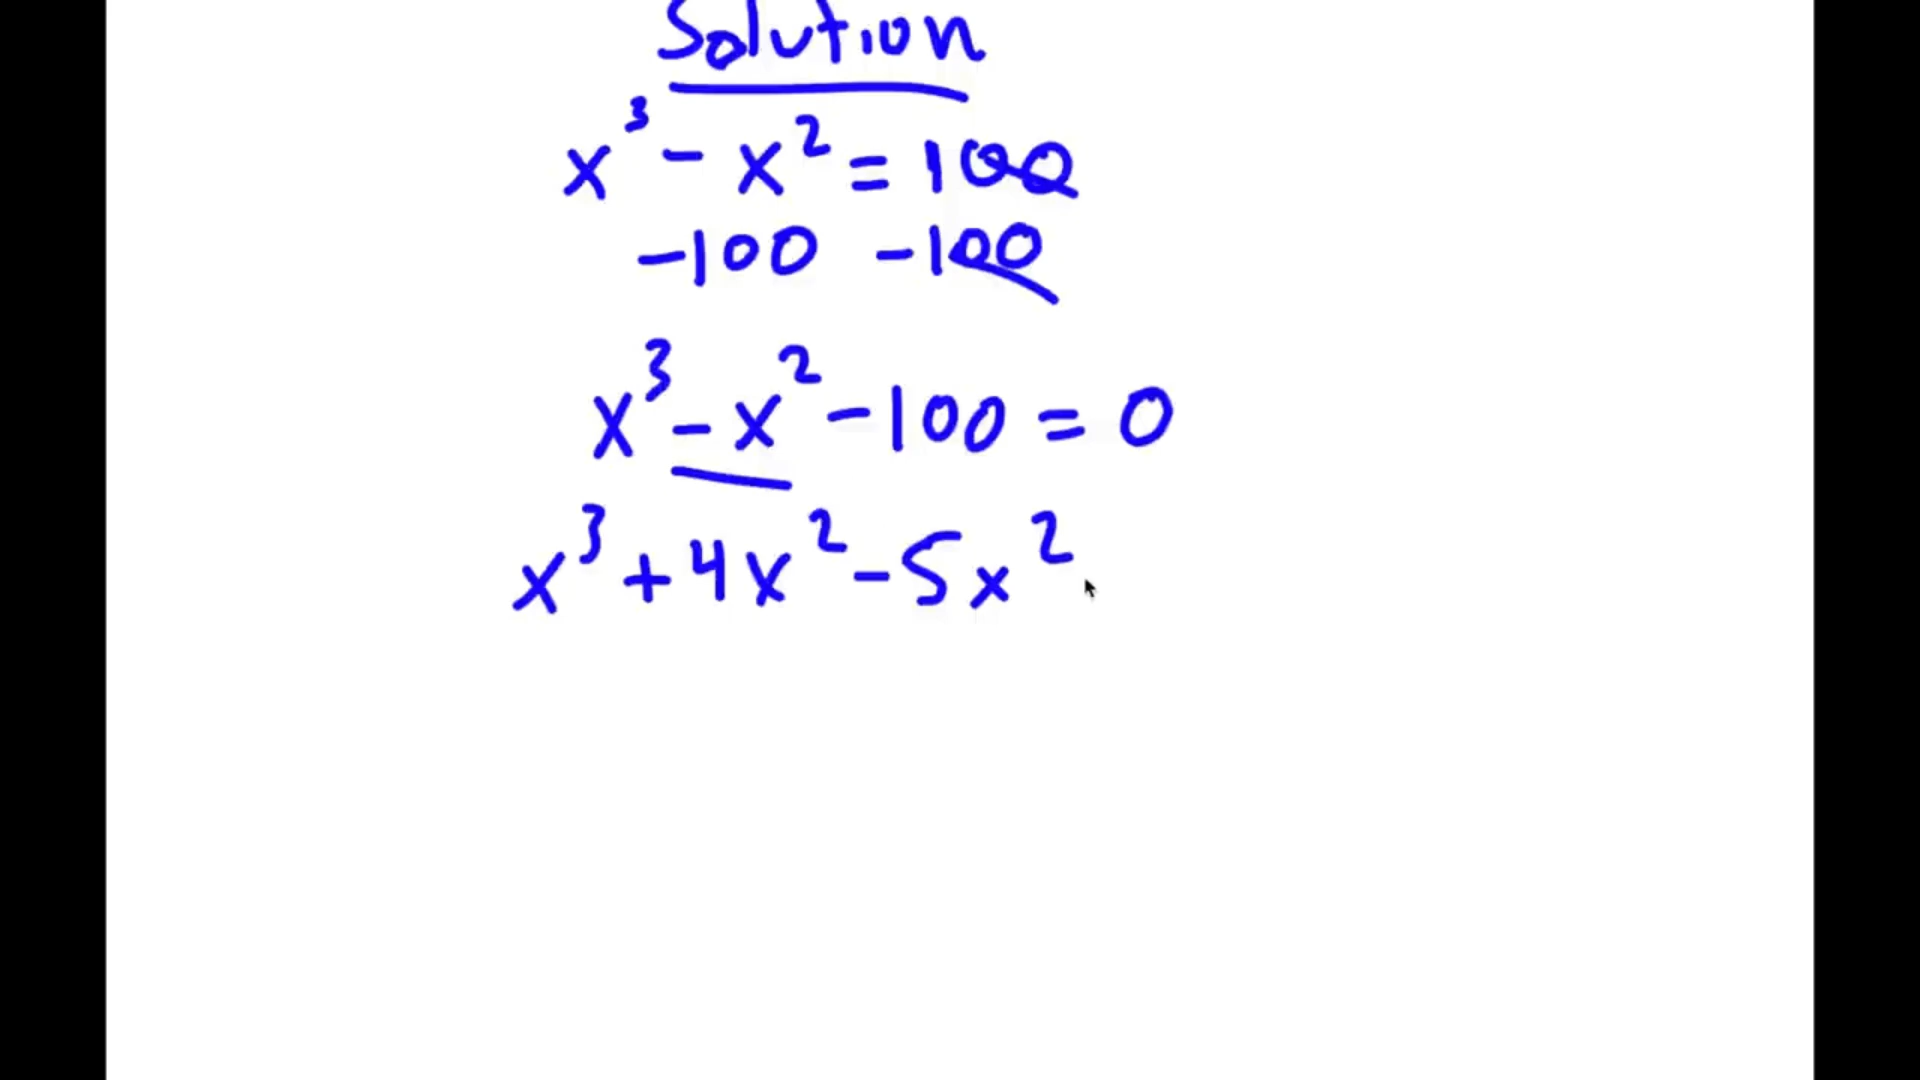 Solution
x³ - x² = 100
-100 -100
x³ - x² - 100 = 0
x³ + 4x² - 5x²